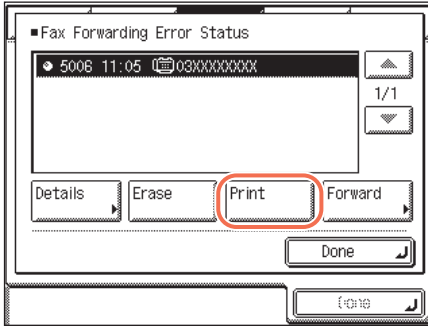 Fax Forwarding Error Status
5006 11:05 03XXXXXXXX
1/1
Details Erase Print Forward
Done
Done